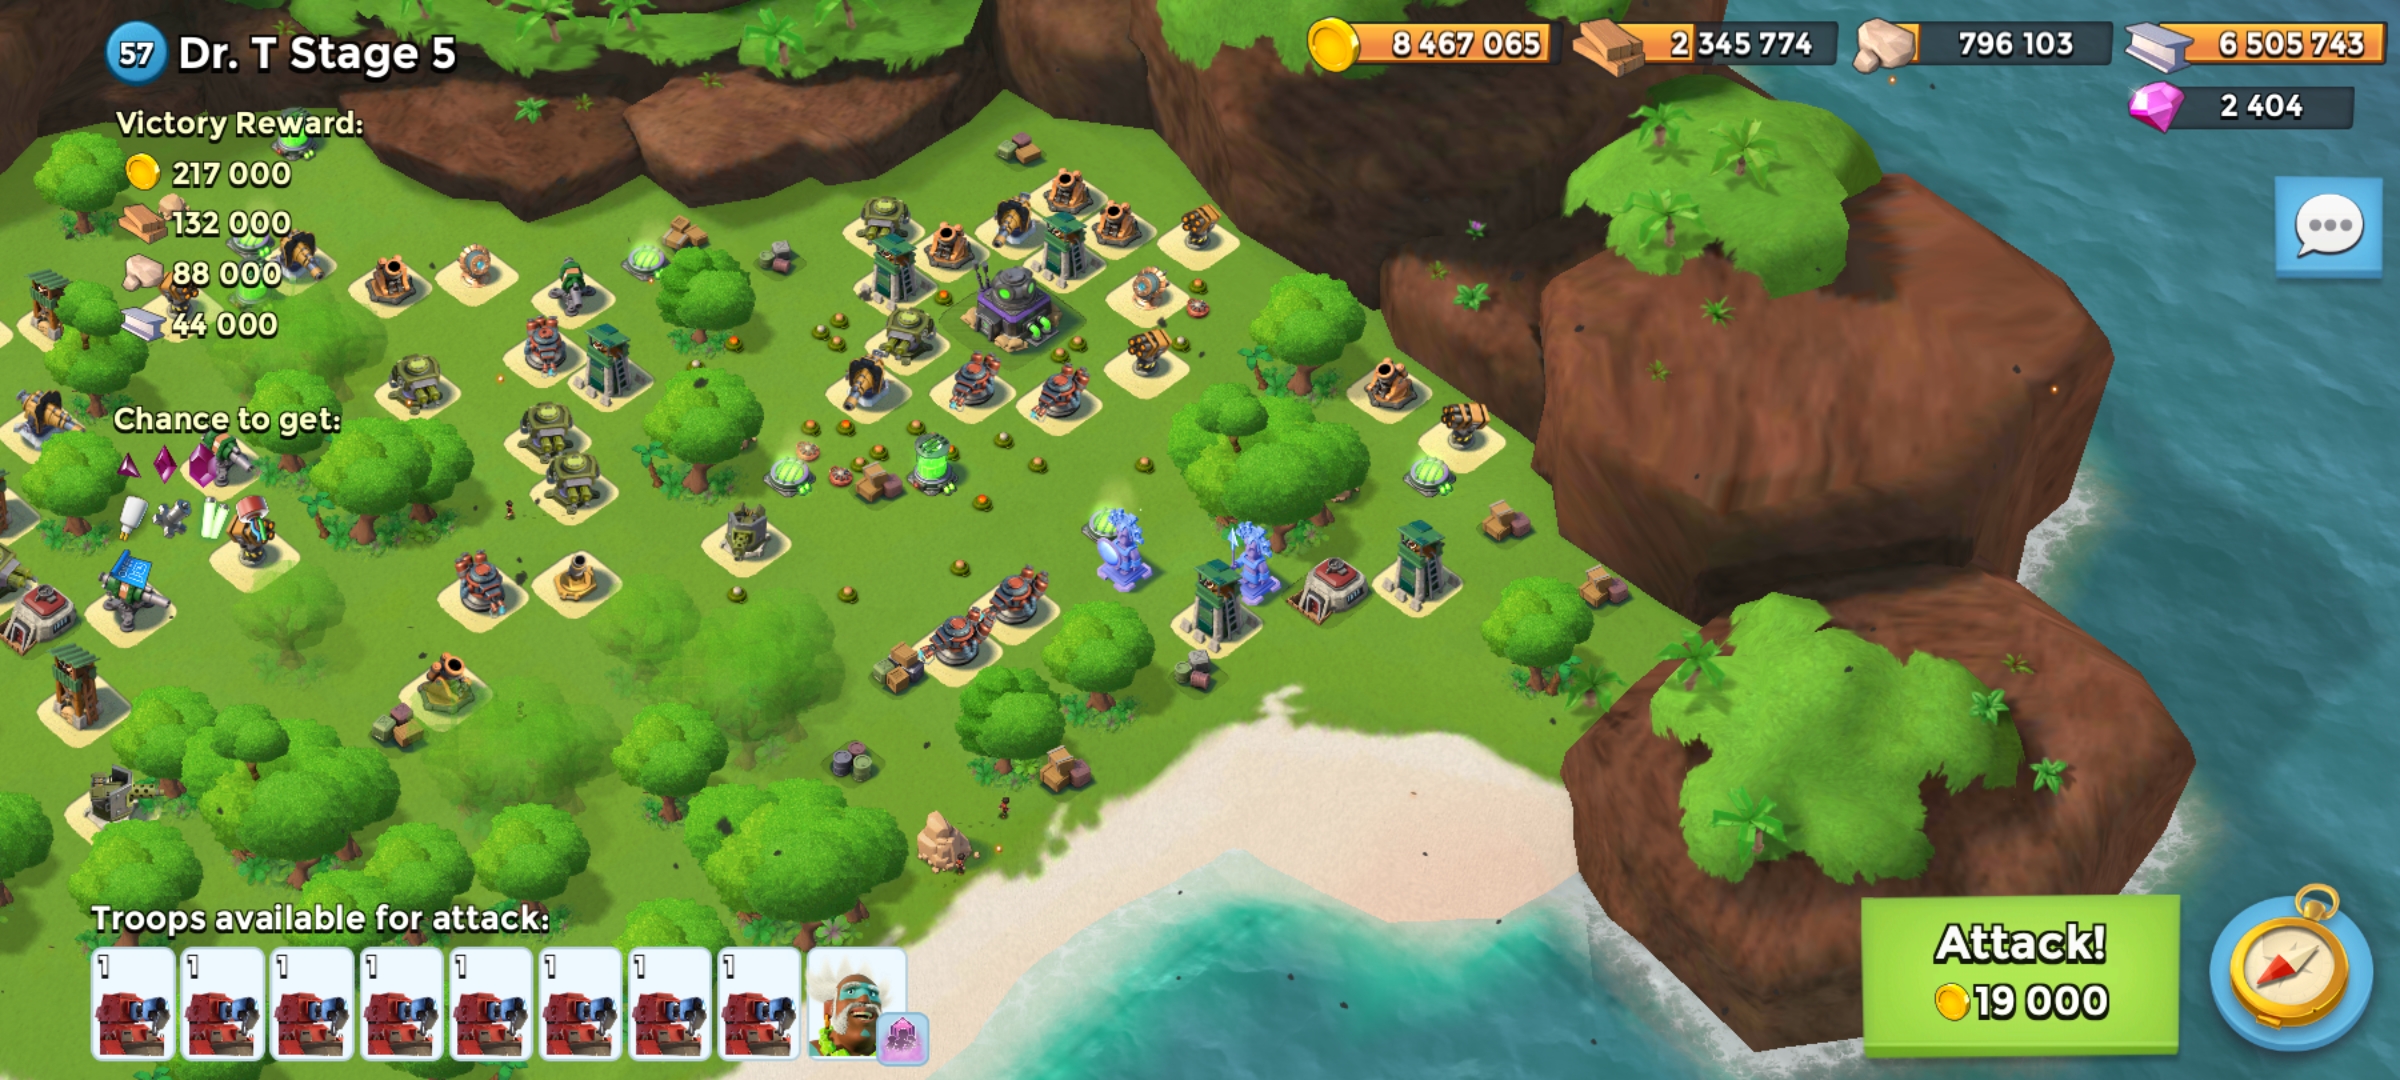 57 Dr. T Stage 5
8 467 065
2 345 774
796 103
6 505 743
2 404
Victory Reward:
217 000
132 000
88 000
44 000
Chance to get:
Troops available for attack:
1 1 1 1 1 1 1 1
Attack!
19 000